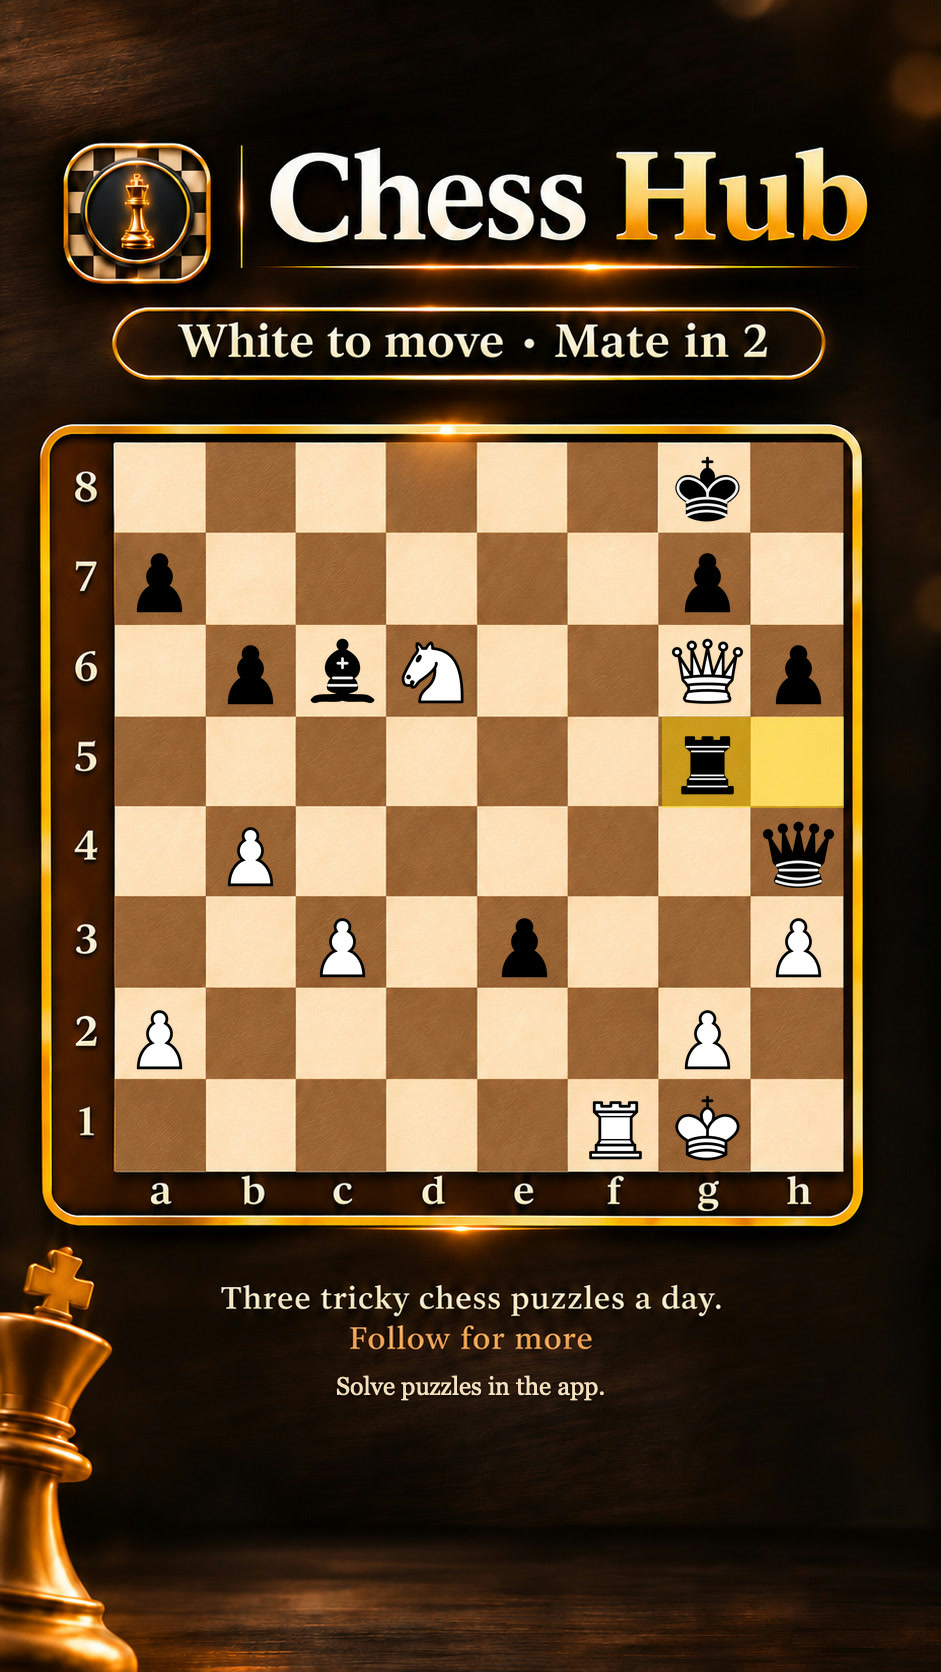 Chess Hub
White to move • Mate in 2
8
7
6
5
4
3
2
1
a b c d e f g h
Three tricky chess puzzles a day.
Follow for more
Solve puzzles in the app.